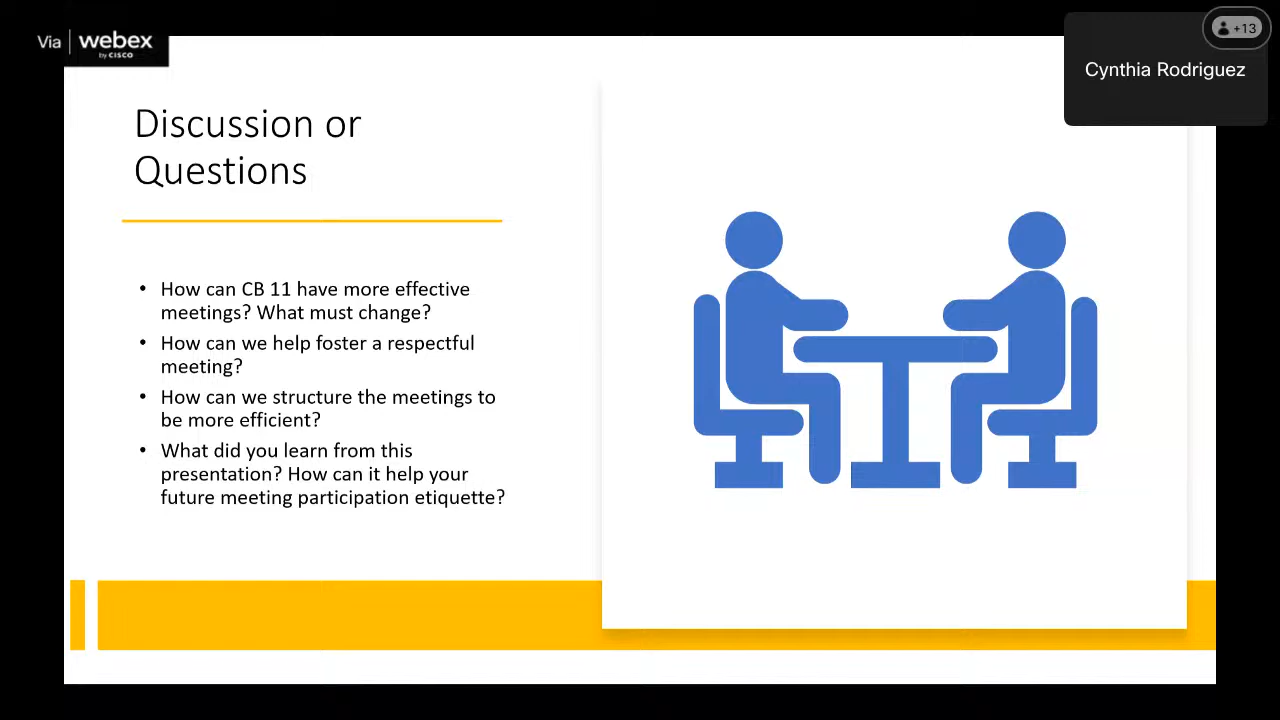 Via webex
by CISCO
+13
Cynthia Rodriguez
Discussion or
Questions
• How can CB 11 have more effective
meetings? What must change?
• How can we help foster a respectful
meeting?
• How can we structure the meetings to
be more efficient?
• What did you learn from this
presentation? How can it help your
future meeting participation etiquette?